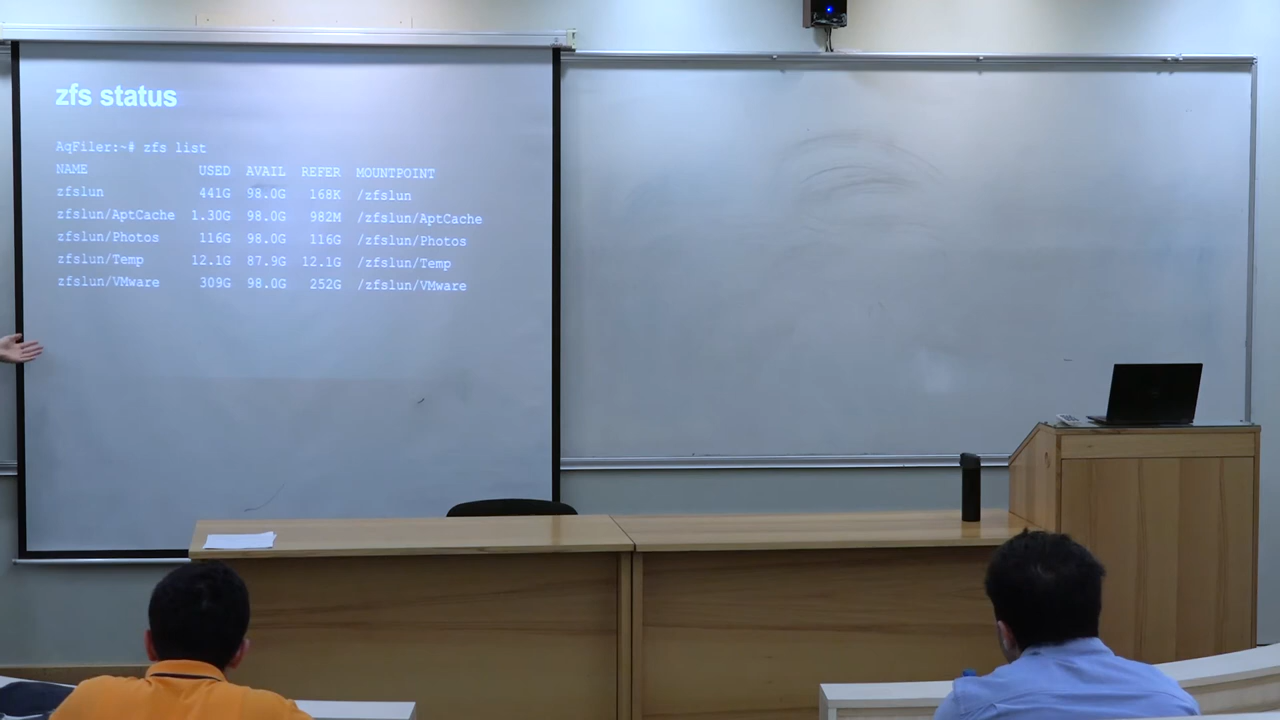 zfs status
AqFiler:~# zfs list
NAME USED AVAIL REFER MOUNTPOINT
zfslun 441G 98.0G 168K /zfslun
zfslun/AptCache 1.30G 98.0G 982M /zfslun/AptCache
zfslun/Photos 116G 98.0G 116G /zfslun/Photos
zfslun/Temp 12.1G 87.9G 12.1G /zfslun/Temp
zfslun/VMware 309G 98.0G 252G /zfslun/VMware